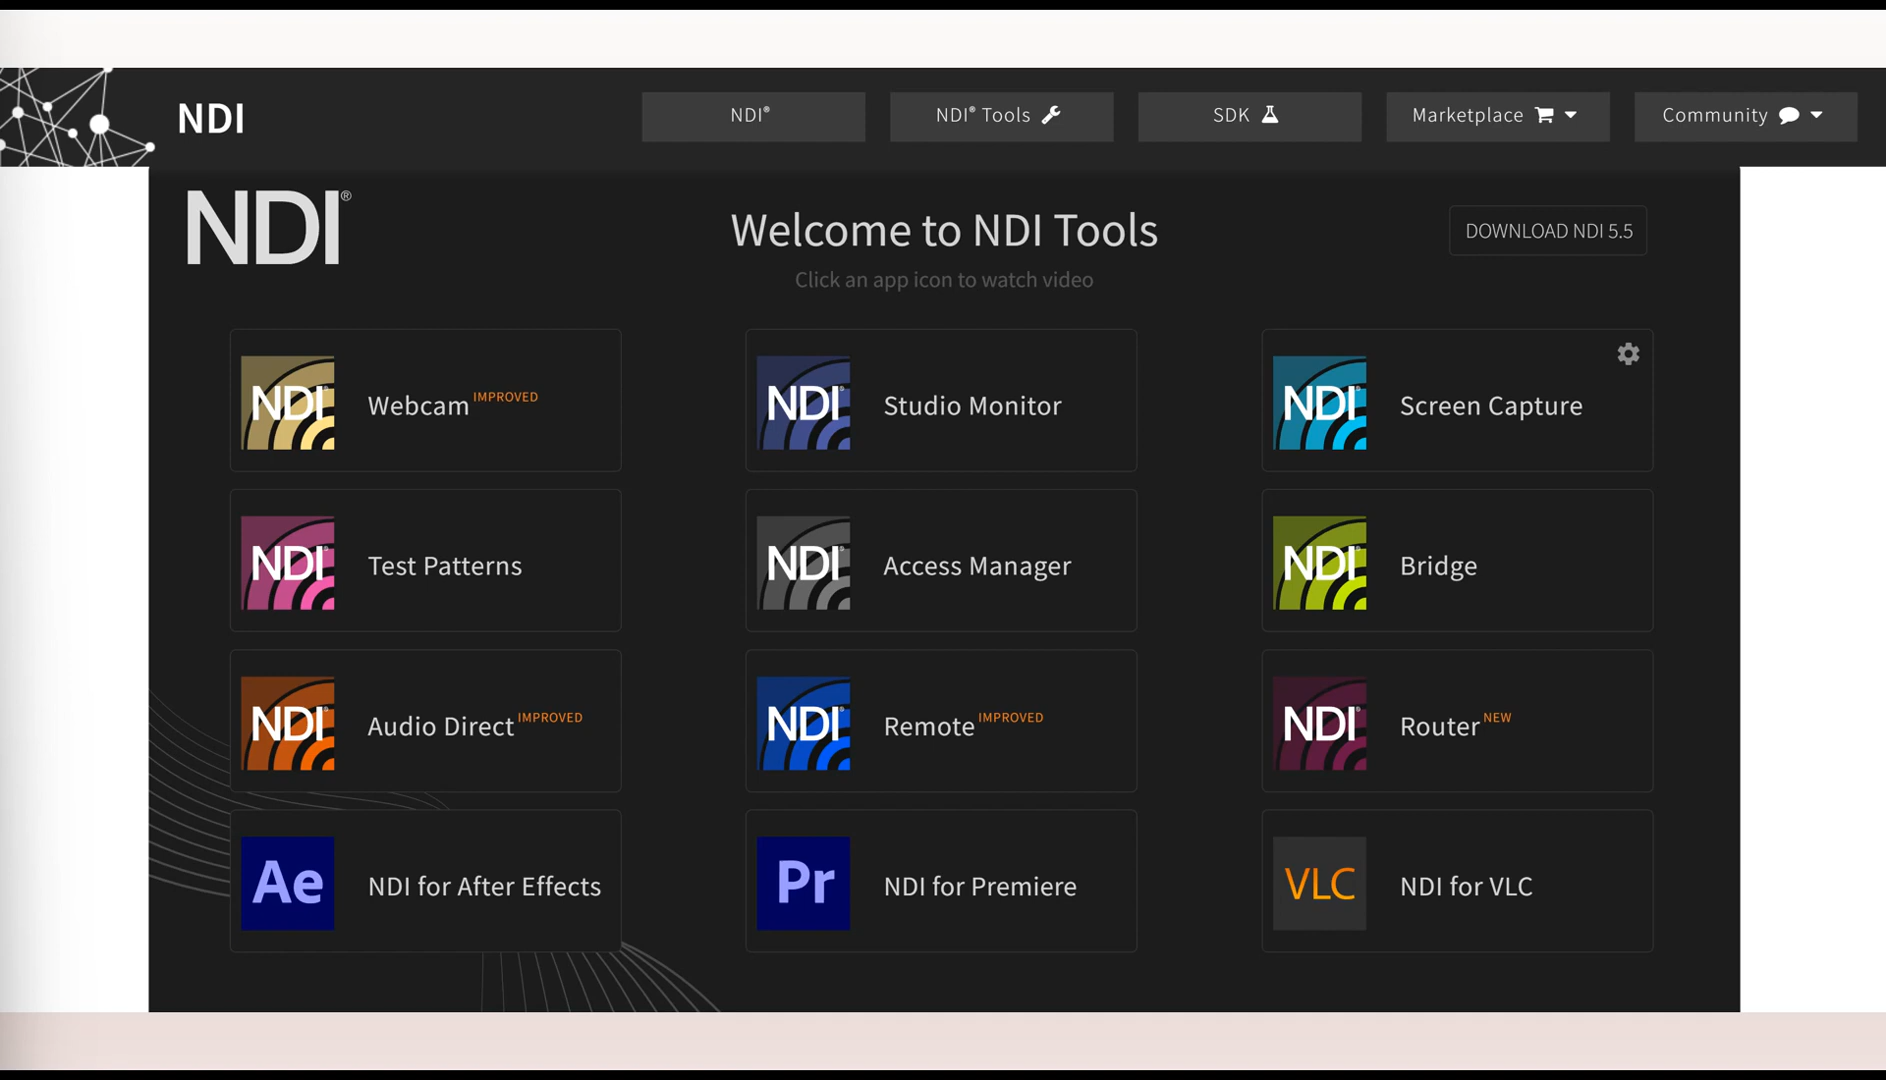 NDI
NDI®
NDI® Tools
SDK
Marketplace
Community
NDI®
Welcome to NDI Tools
DOWNLOAD NDI 5.5
Click an app icon to watch video
NDI®
Webcam IMPROVED
NDI®
Studio Monitor
NDI®
Screen Capture
NDI®
Test Patterns
NDI®
Access Manager
NDI®
Bridge
NDI®
Audio Direct IMPROVED
NDI®
Remote IMPROVED
NDI®
Router NEW
Ae
NDI for After Effects
Pr
NDI for Premiere
VLC
NDI for VLC